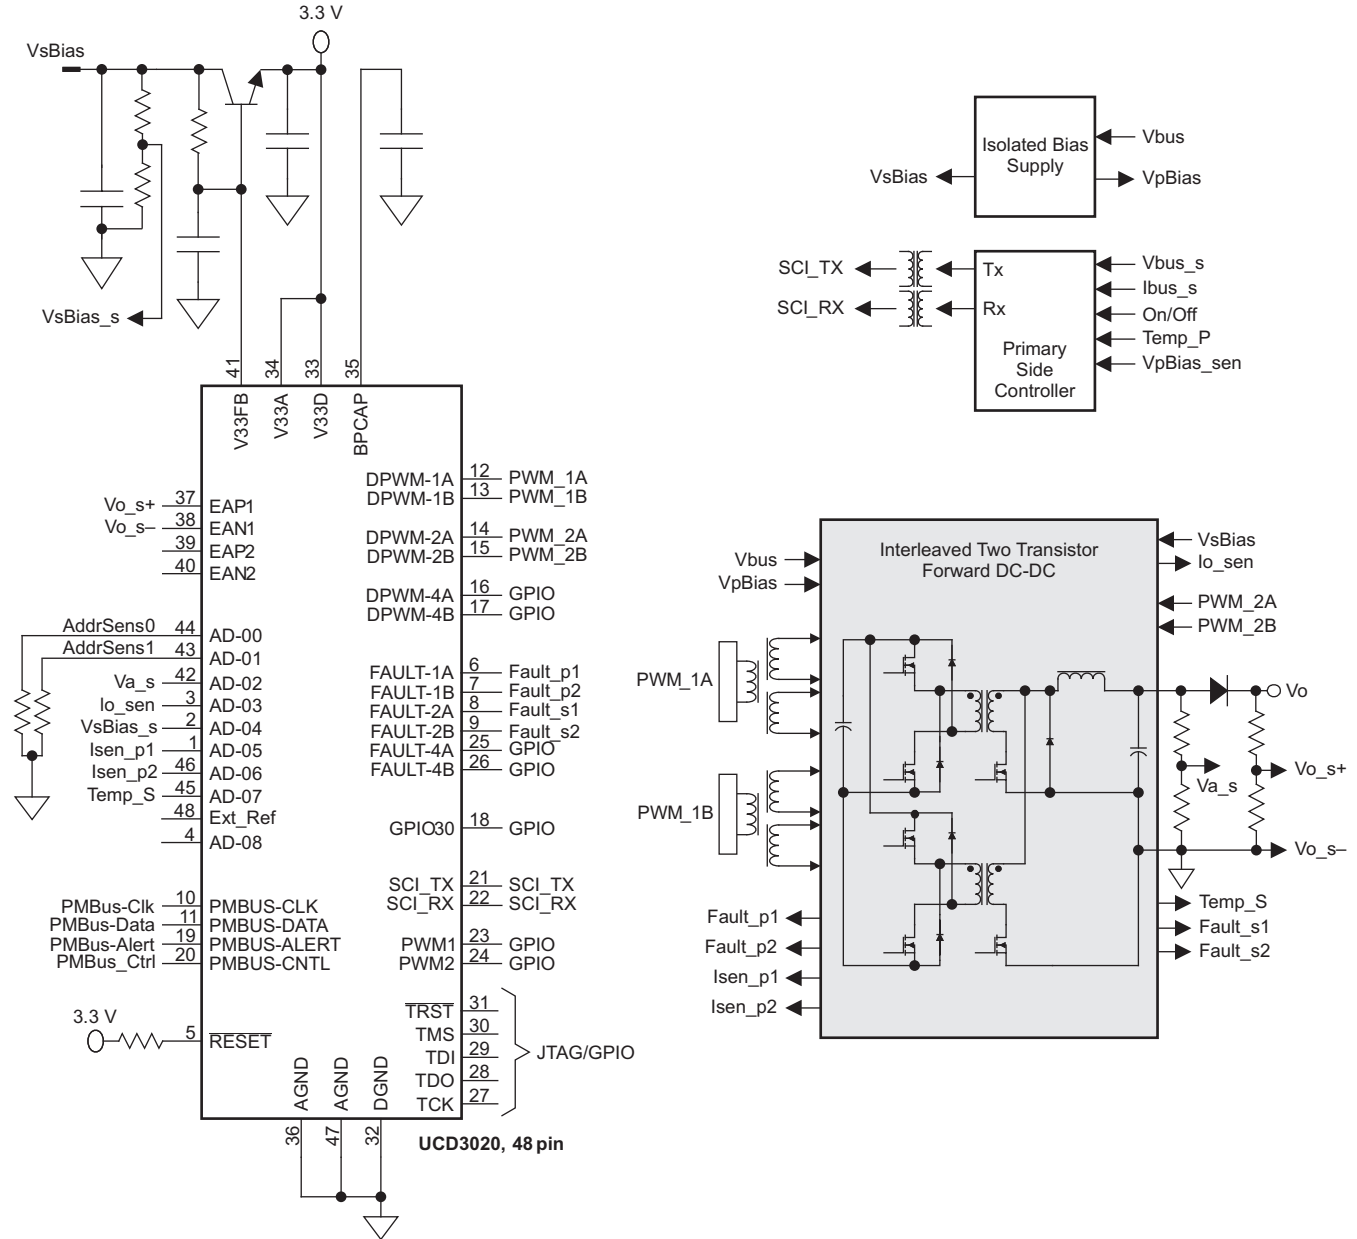 3.3 V
VsBias
VsBias_s
41
34
33
35
V33FB
V33A
V33D
BPCAP
Vo_s+ 37 EAP1
Vo_s– 38 EAN1
39 EAP2
40 EAN2
AddrSens0 44 AD-00
AddrSens1 43 AD-01
Va_s 42 AD-02
Io_sen 3 AD-03
VsBias_s 2 AD-04
Isen_p1 1 AD-05
Isen_p2 46 AD-06
Temp_S 45 AD-07
48 Ext_Ref
4 AD-08
PMBus-Clk 10 PMBUS-CLK
PMBus-Data 11 PMBUS-DATA
PMBus-Alert 19 PMBUS-ALERT
PMBus_Ctrl 20 PMBUS-CNTL
3.3 V
5 RESET
DPWM-1A 12 PWM_1A
DPWM-1B 13 PWM_1B
DPWM-2A 14 PWM_2A
DPWM-2B 15 PWM_2B
DPWM-4A 16 GPIO
DPWM-4B 17 GPIO
FAULT-1A 6 Fault_p1
FAULT-1B 7 Fault_p2
FAULT-2A 8 Fault_s1
FAULT-2B 9 Fault_s2
FAULT-4A 25 GPIO
FAULT-4B 26 GPIO
GPIO30 18 GPIO
SCI_TX 21 SCI_TX
SCI_RX 22 SCI_RX
PWM1 23 GPIO
PWM2 24 GPIO
TRST 31
TMS 30
TDI 29
TDO 28
TCK 27
JTAG/GPIO
AGND
AGND
DGND
36
47
32
UCD3020, 48 pin
Isolated Bias
Supply
Vbus
VpBias
VsBias
SCI_TX
SCI_RX
Tx
Rx
Primary
Side
Controller
Vbus_s
Ibus_s
On/Off
Temp_P
VpBias_sen
Interleaved Two Transistor
Forward DC-DC
Vbus
VpBias
PWM_1A
PWM_1B
Fault_p1
Fault_p2
Isen_p1
Isen_p2
VsBias
Io_sen
PWM_2A
PWM_2B
Vo
Va_s
Vo_s+
Vo_s–
Temp_S
Fault_s1
Fault_s2